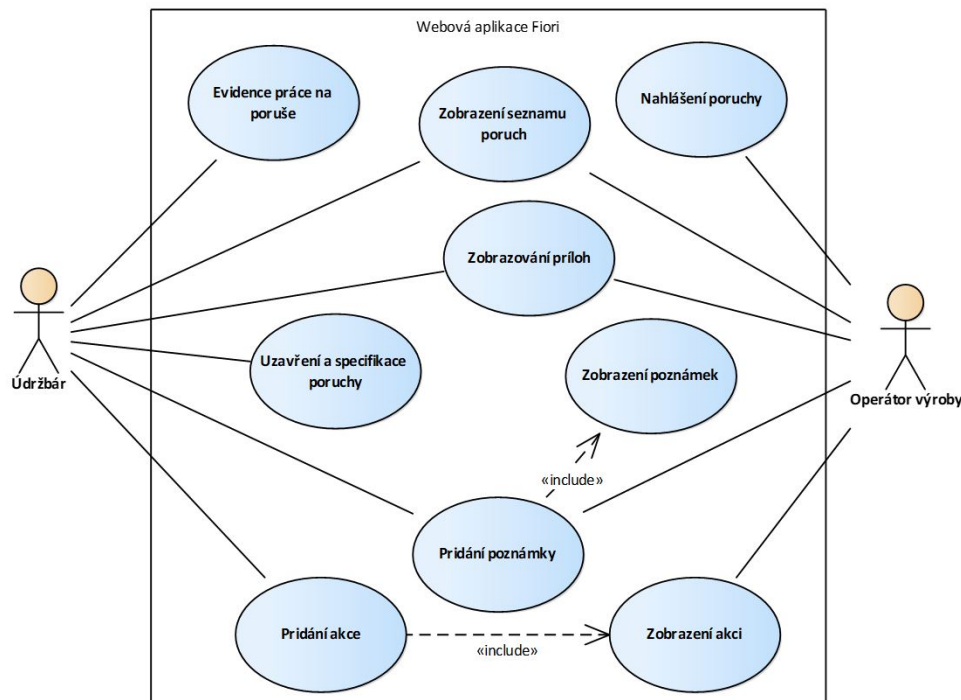 Webová aplikace Fiori
Evidence práce na
poruše
Zobrazení seznamu
poruch
Nahlášení poruchy
Zobrazování príloh
Uzavření a specifikace
poruchy
Zobrazení poznámek
Údržbár
Operátor výroby
«include»
Pridání poznámky
Pridání akce
«include»
Zobrazení akci